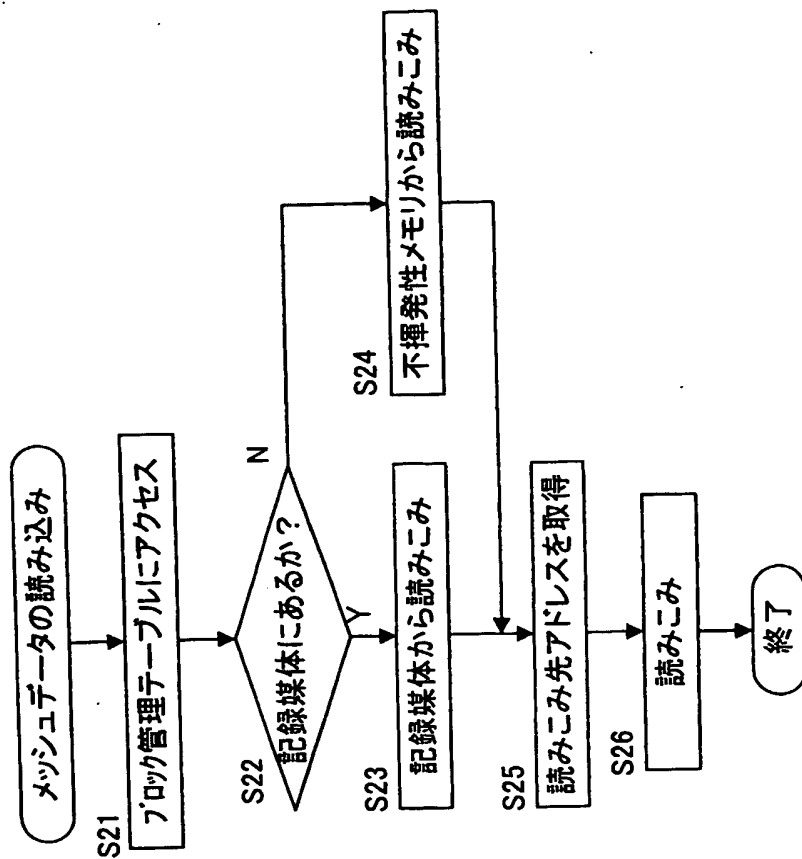 メッシュデータの読み込み
S21
ブロック管理テーブルにアクセス
S22
記録媒体にあるか？
N
Y
S23
記録媒体から読みこみ
S24
不揮発性メモリから読みこみ
S25
読みこみ先アドレスを取得
S26
読みこみ
終了